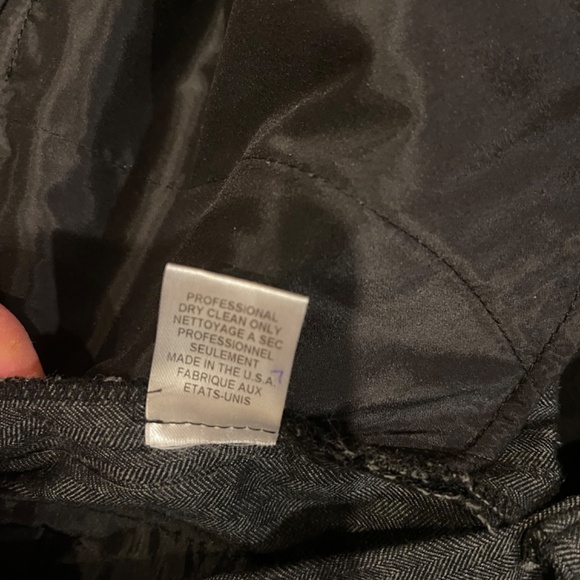 PROFESSIONAL
DRY CLEAN ONLY
NETTOYAGE A SEC
PROFESSIONNEL
SEULEMENT
MADE IN THE U.S.A.
FABRIQUE AUX
ETATS-UNIS